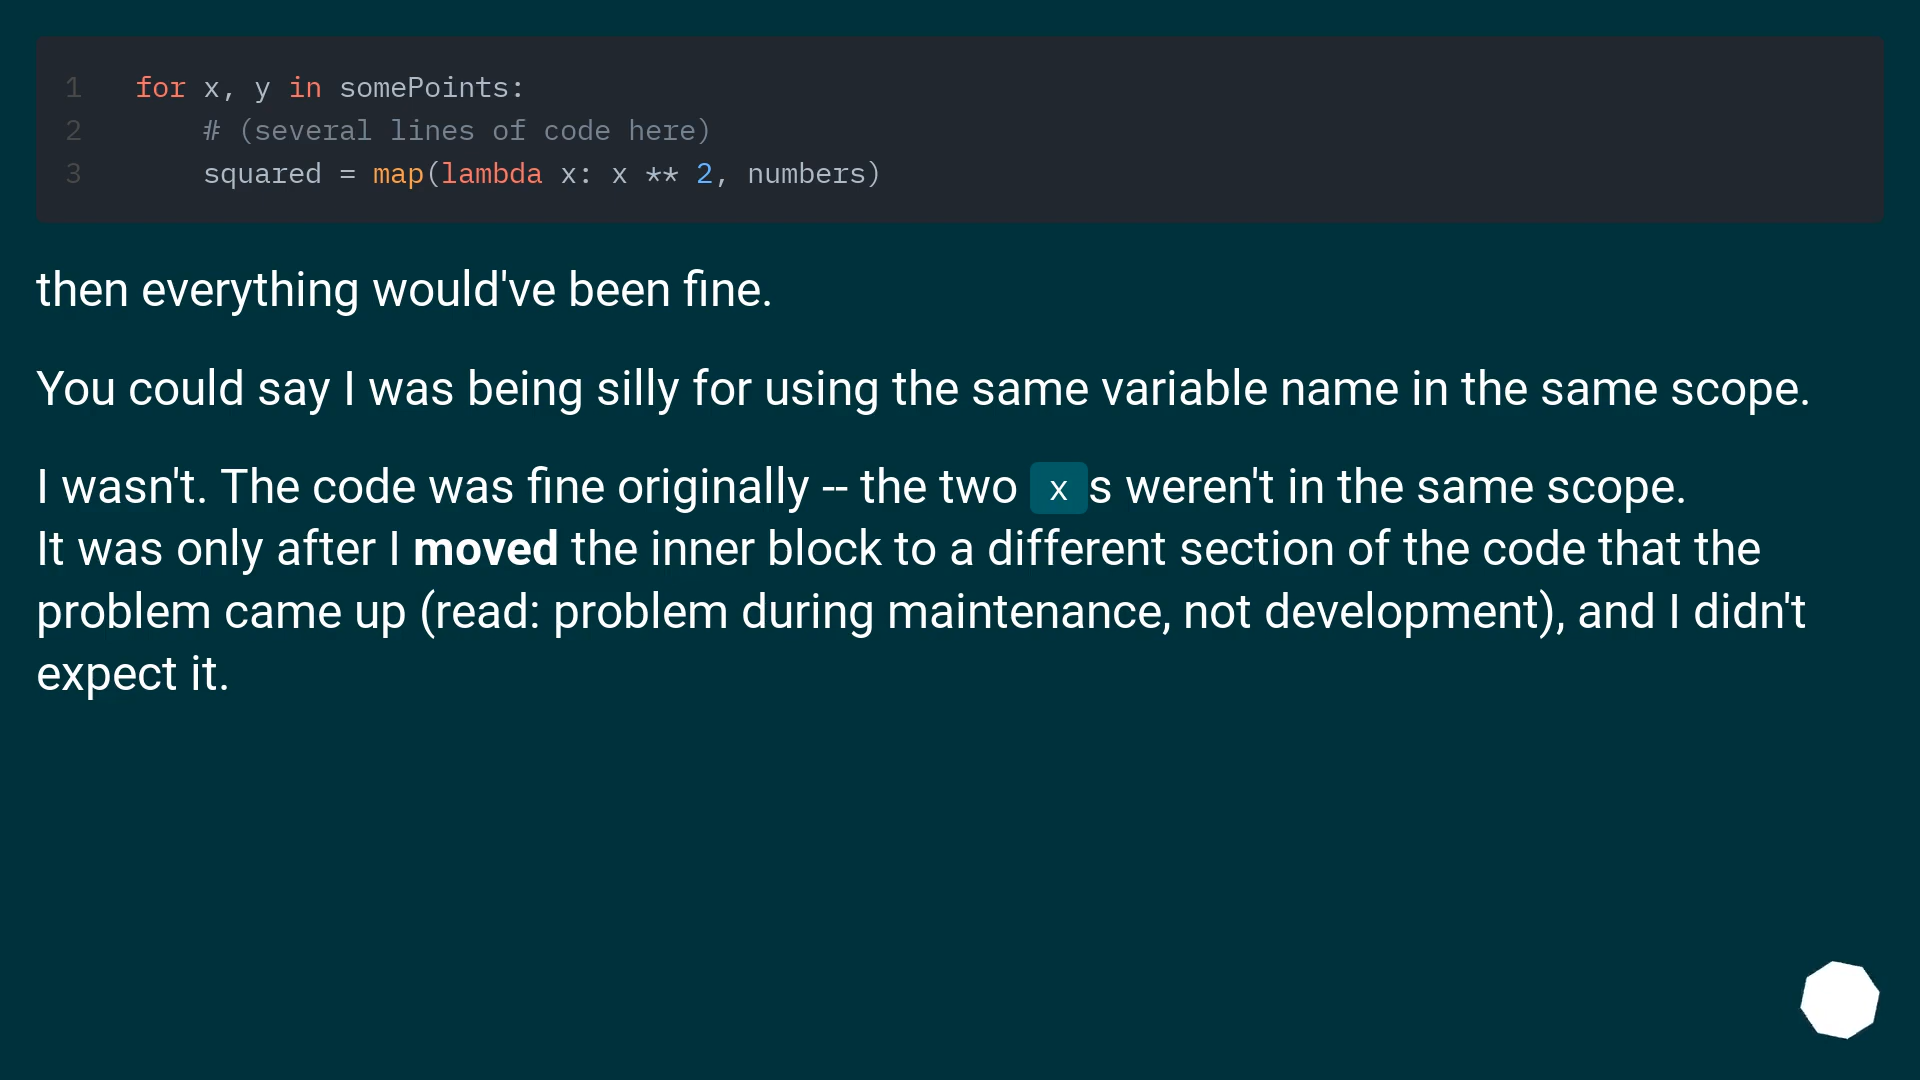 1 for x, y in somePoints:
2 # (several lines of code here)
3 squared = map(lambda x: x ** 2, numbers)
then everything would've been fine.
You could say I was being silly for using the same variable name in the same scope.
I wasn't. The code was fine originally -- the two x s weren't in the same scope.
It was only after I moved the inner block to a different section of the code that the
problem came up (read: problem during maintenance, not development), and I didn't
expect it.